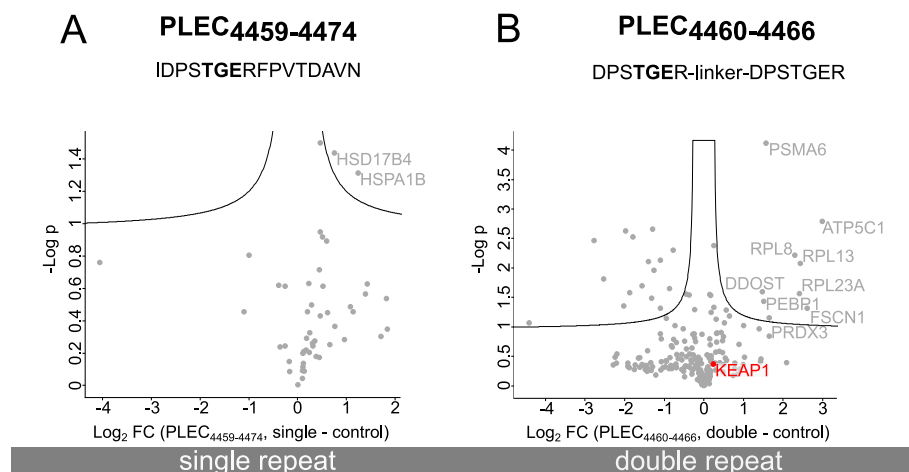 A
PLEC4459-4474
IDPSTGERFPVTDAVN
-Log p
0 0.2 0.4 0.6 0.8 1 1.2 1.4
HSD17B4
HSPA1B
-4 -3 -2 -1 0 1 2
Log2 FC (PLEC4459-4474, single - control)
single repeat
B
PLEC4460-4466
DPSTGER-linker-DPSTGER
-Log p
0 0.5 1 1.5 2 2.5 3 3.5 4
PSMA6
ATP5C1
RPL8
RPL13
DDOST
RPL23A
PEBP1
FSCN1
PRDX3
KEAP1
-4 -3 -2 -1 0 1 2 3
Log2 FC (PLEC4460-4466, double - control)
double repeat